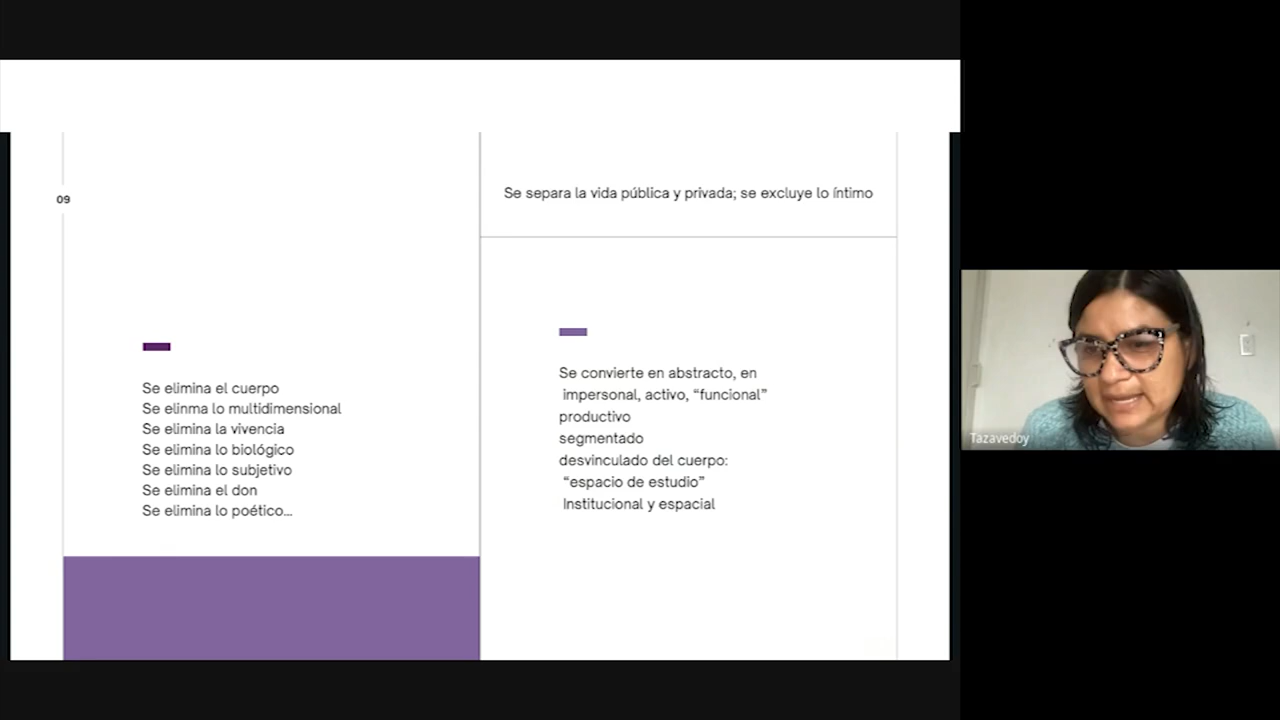 09
Se separa la vida pública y privada; se excluye lo íntimo
Se elimina el cuerpo
Se elinma lo multidimensional
Se elimina la vivencia
Se elimina lo biológico
Se elimina lo subjetivo
Se elimina el don
Se elimina lo poético...
Se convierte en abstracto, en
impersonal, activo, “funcional”
productivo
segmentado
desvinculado del cuerpo:
“espacio de estudio”
Institucional y espacial
Tazavedoy